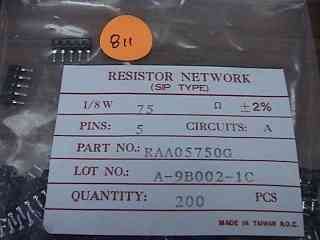 811
RESISTOR NETWORK
(SIP TYPE)
1/8W 75 Ω ±2%
PINS: 5 CIRCUITS: A
PART NO.: RAA05750G
LOT NO.: A-9B002-1C
QUANTITY: 200 PCS
MADE IN TAIWAN R.O.C.